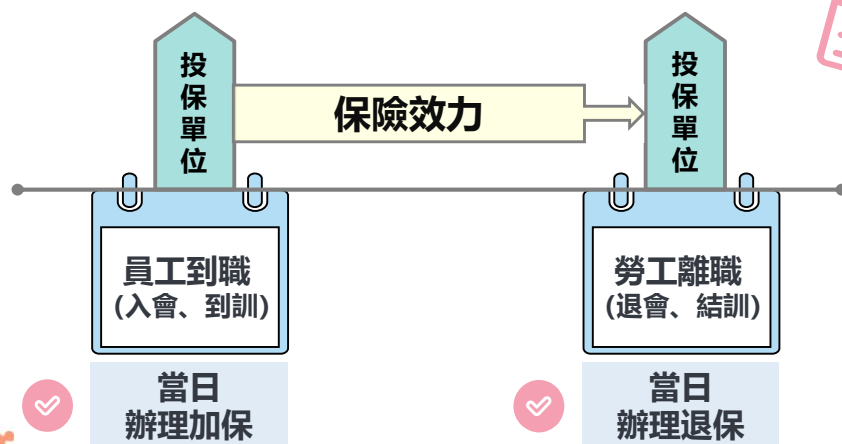 投保單位
保險效力
投保單位
員工到職
(入會、到訓)
勞工離職
(退會、結訓)
當日
辦理加保
當日
辦理退保